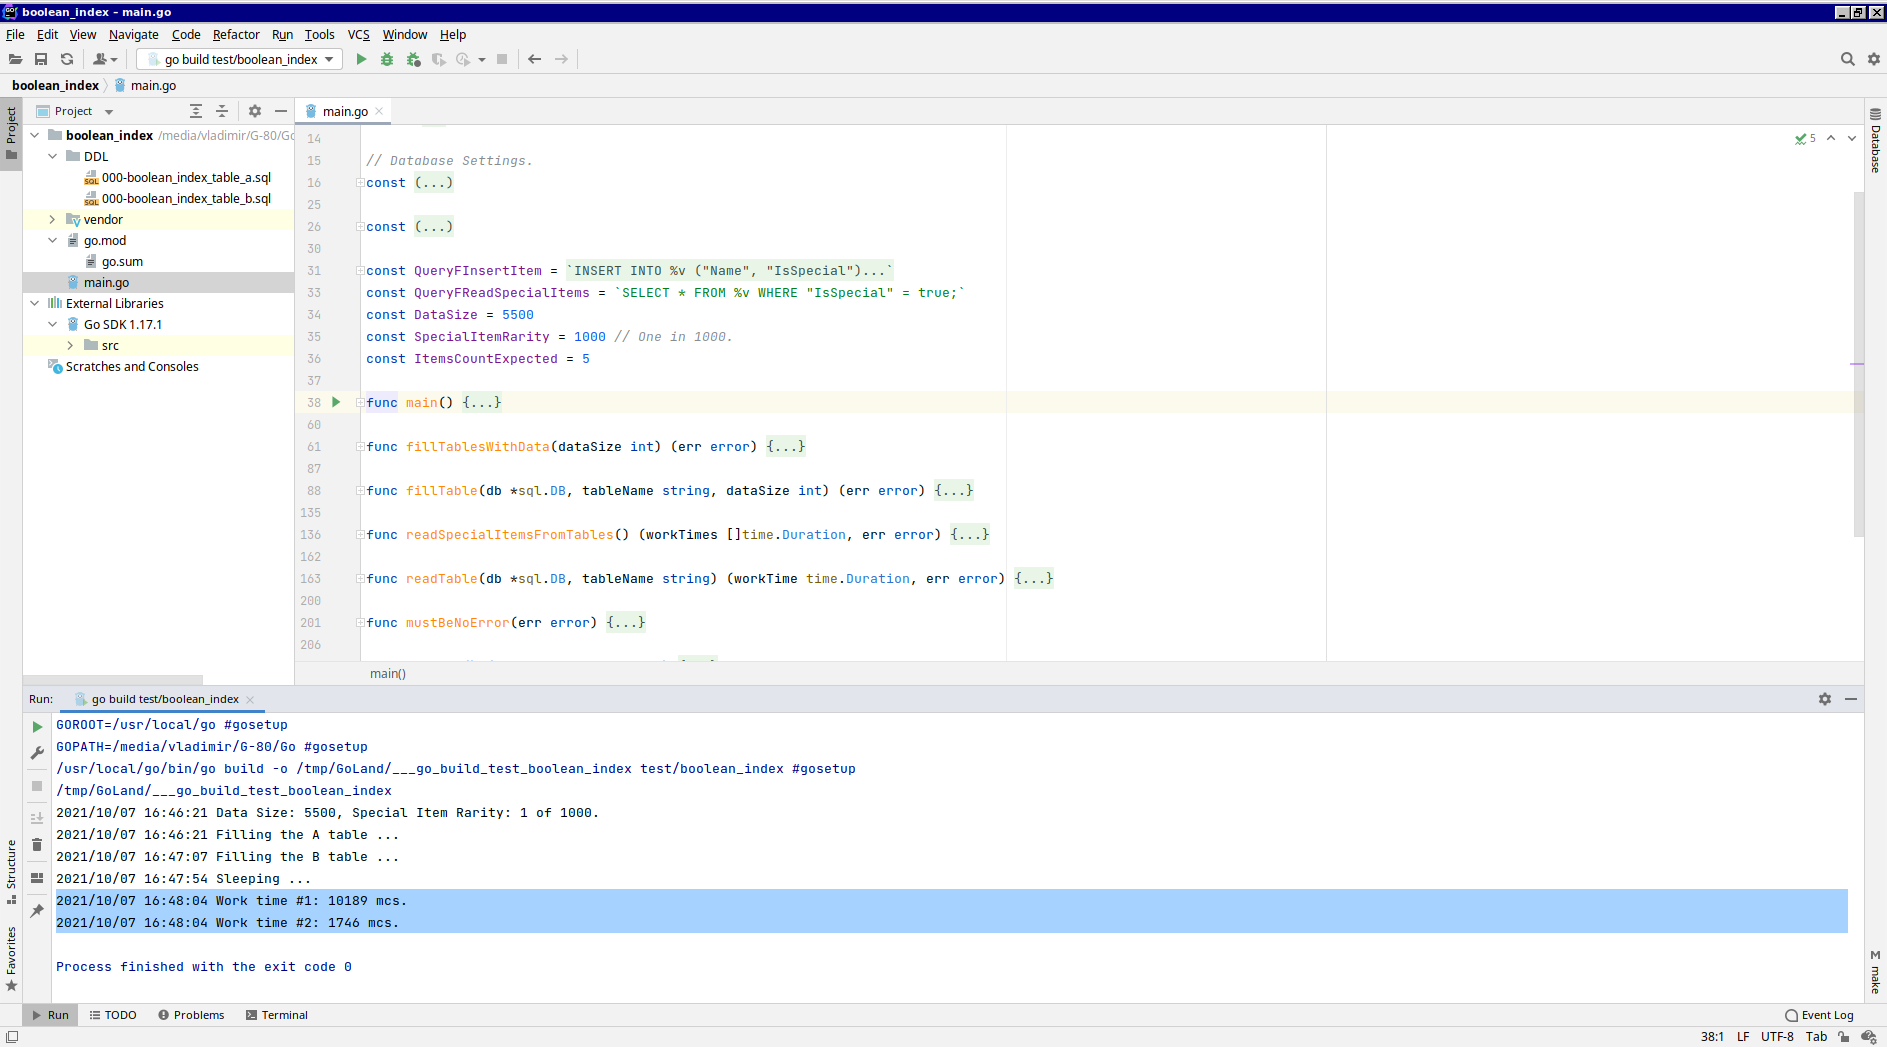 boolean_index – main.go
File Edit View Navigate Code Refactor Run Tools VCS Window Help
go build test/boolean_index
boolean_index main.go
Project
Project
boolean_index /media/vladimir/G-80/Go
DDL
000-boolean_index_table_a.sql
000-boolean_index_table_b.sql
vendor
go.mod
go.sum
main.go
External Libraries
Go SDK 1.17.1
src
Scratches and Consoles
main.go
5
14
15 // Database Settings.
16 const (...)
25
26 const (...)
30
31 const QueryFInsertItem = `INSERT INTO %v ("Name", "IsSpecial")...`
33 const QueryFReadSpecialItems = `SELECT * FROM %v WHERE "IsSpecial" = true;`
34 const DataSize = 5500
35 const SpecialItemRarity = 1000 // One in 1000.
36 const ItemsCountExpected = 5
37
38 func main() {...}
60
61 func fillTablesWithData(dataSize int) (err error) {...}
87
88 func fillTable(db *sql.DB, tableName string, dataSize int) (err error) {...}
135
136 func readSpecialItemsFromTables() (workTimes []time.Duration, err error) {...}
162
163 func readTable(db *sql.DB, tableName string) (workTime time.Duration, err error) {...}
200
201 func mustBeNoError(err error) {...}
206
main()
Database
Run: go build test/boolean_index
GOROOT=/usr/local/go #gosetup
GOPATH=/media/vladimir/G-80/Go #gosetup
/usr/local/go/bin/go build -o /tmp/GoLand/___go_build_test_boolean_index test/boolean_index #gosetup
/tmp/GoLand/___go_build_test_boolean_index
2021/10/07 16:46:21 Data Size: 5500, Special Item Rarity: 1 of 1000.
2021/10/07 16:46:21 Filling the A table ...
2021/10/07 16:47:07 Filling the B table ...
2021/10/07 16:47:54 Sleeping ...
2021/10/07 16:48:04 Work time #1: 10189 mcs.
2021/10/07 16:48:04 Work time #2: 1746 mcs.
Process finished with the exit code 0
Structure
Favorites
make
Run TODO Problems Terminal Event Log
38:1 LF UTF-8 Tab